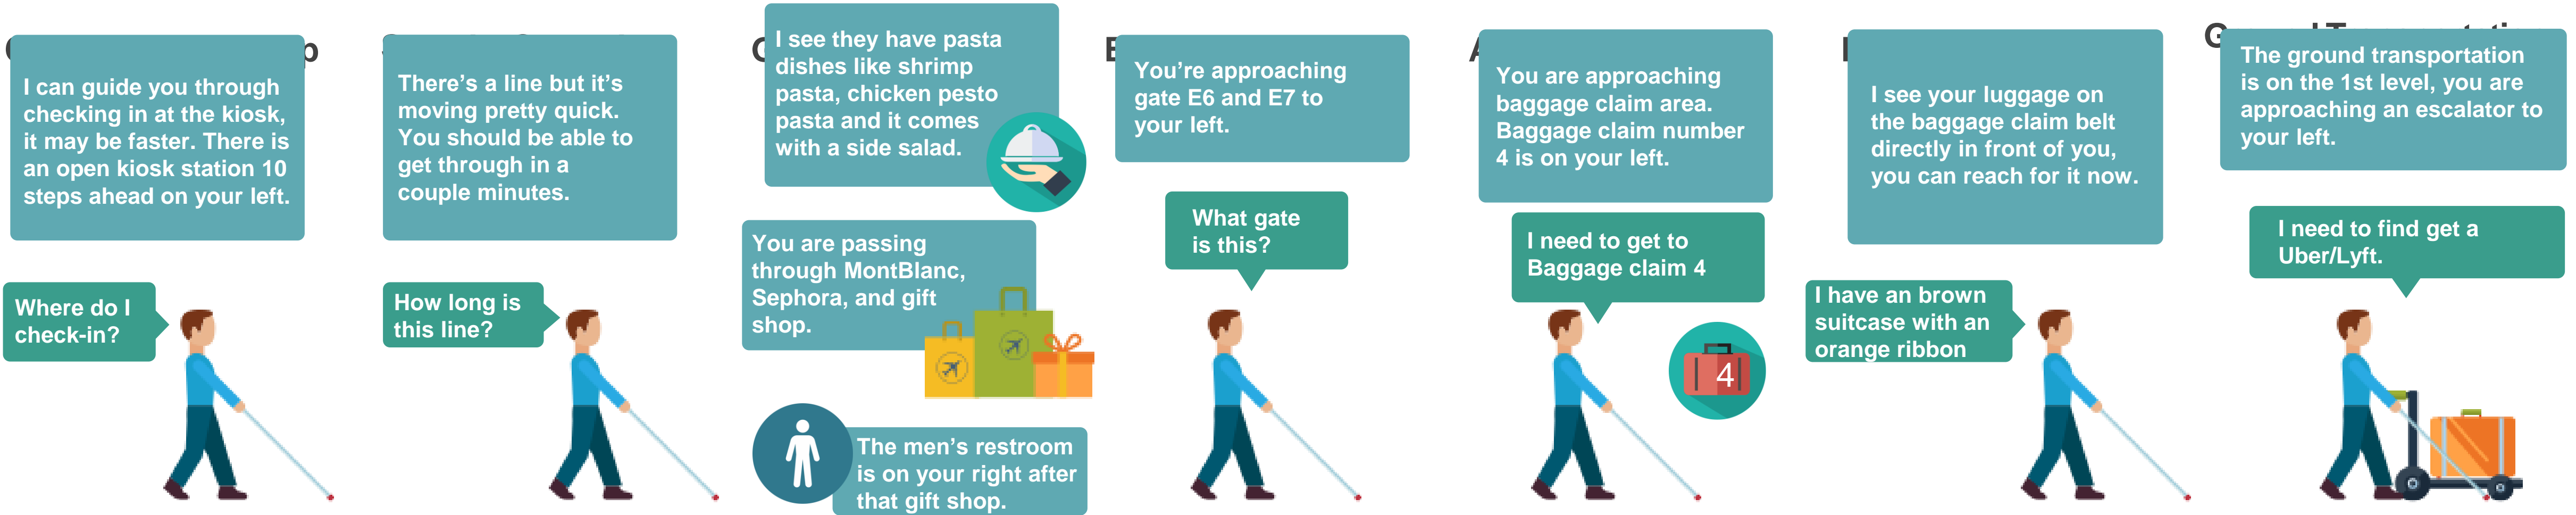 I can guide you through
checking in at the kiosk,
it may be faster. There is
an open kiosk station 10
steps ahead on your left.
Where do I
check-in?
There’s a line but it’s
moving pretty quick.
You should be able to
get through in a
couple minutes.
How long is
this line?
I see they have pasta
dishes like shrimp
pasta, chicken pesto
pasta and it comes
with a side salad.
You are passing
through MontBlanc,
Sephora, and gift
shop.
The men’s restroom
is on your right after
that gift shop.
You’re approaching
gate E6 and E7 to
your left.
What gate
is this?
You are approaching
baggage claim area.
Baggage claim number
4 is on your left.
I need to get to
Baggage claim 4
4
I see your luggage on
the baggage claim belt
directly in front of you,
you can reach for it now.
I have an brown
suitcase with an
orange ribbon
The ground transportation
is on the 1st level, you are
approaching an escalator to
your left.
I need to find get a
Uber/Lyft.